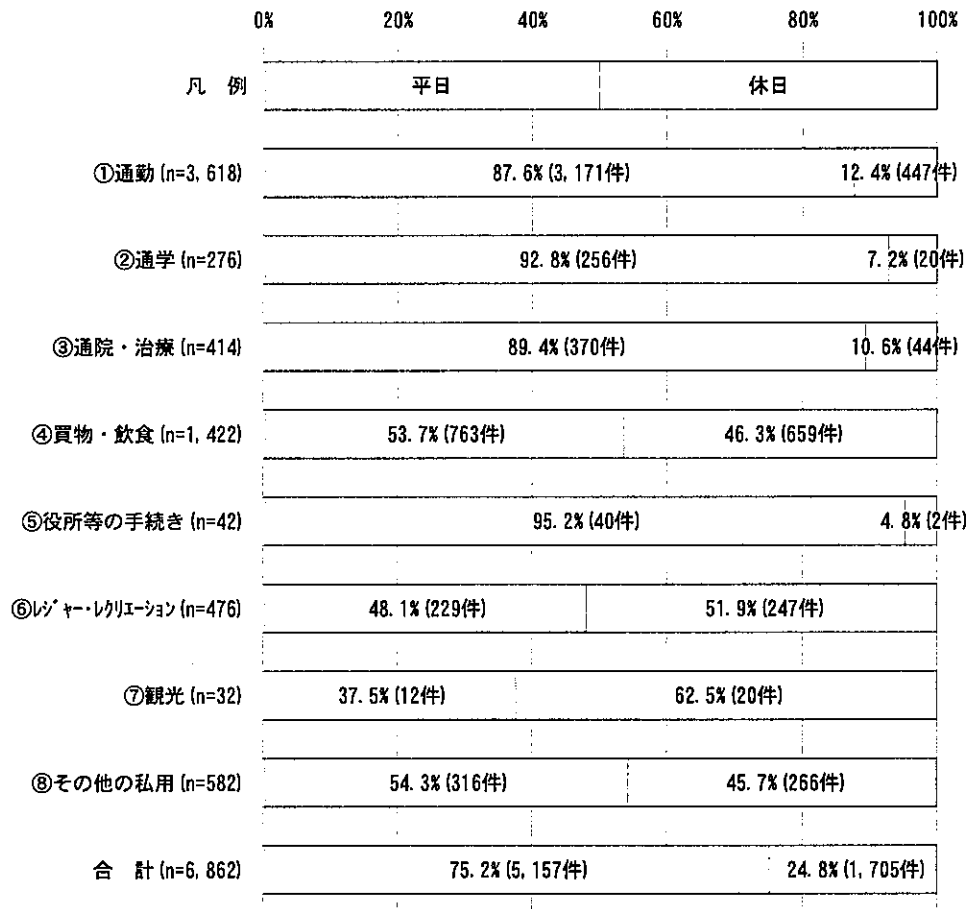 0% 20% 40% 60% 80% 100%
凡 例 平日 休日
①通勤(n=3,618) 87.6%(3,171件) 12.4%(447件)
②通学(n=276) 92.8%(256件) 7.2%(20件)
③通院・治療(n=414) 89.4%(370件) 10.6%(44件)
④買物・飲食(n=1,422) 53.7%(763件) 46.3%(659件)
⑤役所等の手続き(n=42) 95.2%(40件) 4.8%(2件)
⑥ﾚｼﾞｬｰ・ﾚｸﾘｴｰｼｮﾝ(n=476) 48.1%(229件) 51.9%(247件)
⑦観光(n=32) 37.5%(12件) 62.5%(20件)
⑧その他の私用(n=582) 54.3%(316件) 45.7%(266件)
合 計(n=6,862) 75.2%(5,157件) 24.8%(1,705件)